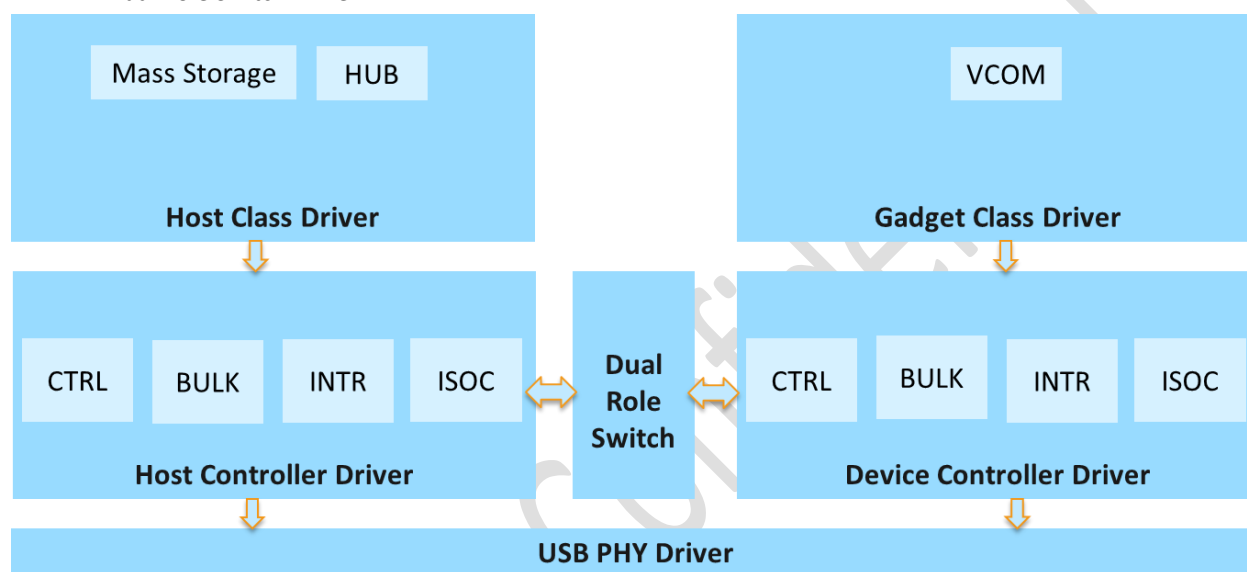 Mass Storage
HUB
Host Class Driver
VCOM
Gadget Class Driver
CTRL
BULK
INTR
ISOC
Host Controller Driver
Dual
Role
Switch
CTRL
BULK
INTR
ISOC
Device Controller Driver
USB PHY Driver